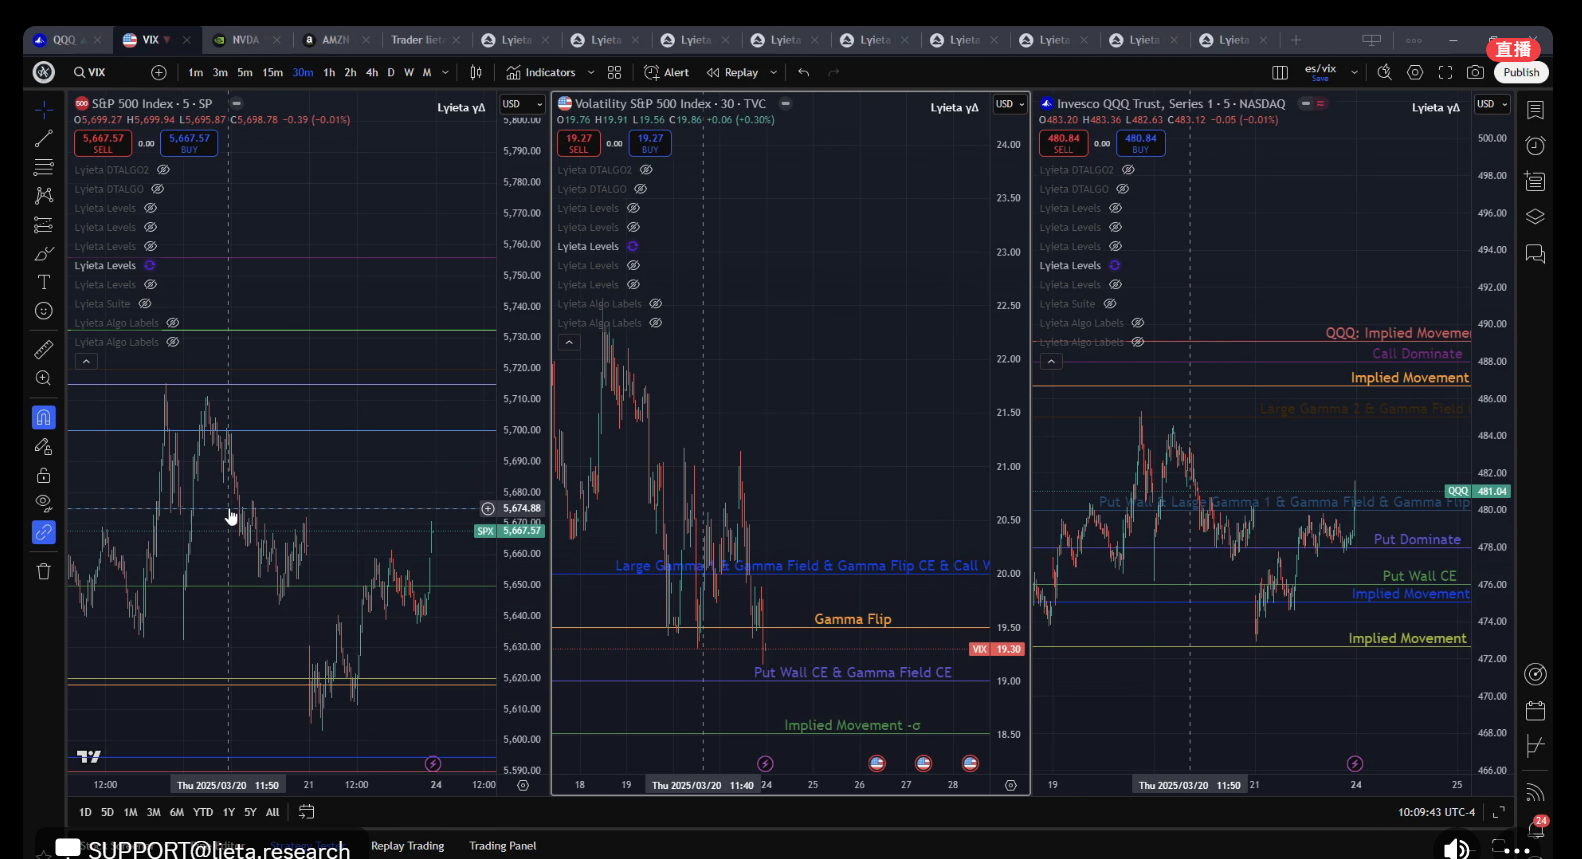 QQQ
VIX
NVDA
AMZN
Trader lieta
Lyieta
Lyieta
Lyieta
Lyieta
Lyieta
Lyieta
Lyieta
Lyieta
Lyieta
直播
VIX
1m 3m 5m 15m 30m 1h 2h 4h D W M
Indicators
Alert
Replay
es/vix
Save
Publish
S&P 500 Index · 5 · SP
Lyieta γΔ
USD
O5,699.27 H5,699.94 L5,695.87 C5,698.78 −0.39 (−0.01%)
5,667.57
SELL
0.00
5,667.57
BUY
Lyieta DTALGO2
Lyieta DTALGO
Lyieta Levels
Lyieta Levels
Lyieta Levels
Lyieta Levels
Lyieta Levels
Lyieta Suite
Lyieta Algo Labels
Lyieta Algo Labels
5,800.00
5,790.00
5,780.00
5,770.00
5,760.00
5,750.00
5,740.00
5,730.00
5,720.00
5,710.00
5,700.00
5,690.00
5,680.00
5,674.88
5,670.00
SPX 5,667.57
5,660.00
5,650.00
5,640.00
5,630.00
5,620.00
5,610.00
5,600.00
5,590.00
12:00
Thu 2025/03/20 11:50
21
12:00
24
12:00
Volatility S&P 500 Index · 30 · TVC
Lyieta γΔ
USD
O19.76 H19.91 L19.56 C19.86 +0.06 (+0.30%)
19.27
SELL
0.00
19.27
BUY
Lyieta DTALGO2
Lyieta DTALGO
Lyieta Levels
Lyieta Levels
Lyieta Levels
Lyieta Levels
Lyieta Levels
Lyieta Algo Labels
Lyieta Algo Labels
Large Gamma 1 & Gamma Field & Gamma Flip CE & Call W
Gamma Flip
Put Wall CE & Gamma Field CE
Implied Movement -σ
24.00
23.50
23.00
22.50
22.00
21.50
21.00
20.50
20.00
19.50
VIX 19.30
19.00
18.50
18
19
Thu 2025/03/20 11:40
24
25
26
27
28
Invesco QQQ Trust, Series 1 · 5 · NASDAQ
Lyieta γΔ
USD
O483.20 H483.36 L482.63 C483.12 −0.05 (−0.01%)
480.84
SELL
0.00
480.84
BUY
Lyieta DTALGO2
Lyieta DTALGO
Lyieta Levels
Lyieta Levels
Lyieta Levels
Lyieta Levels
Lyieta Levels
Lyieta Suite
Lyieta Algo Labels
Lyieta Algo Labels
QQQ: Implied Moveme
Call Dominate
Implied Movement
Large Gamma 2 & Gamma Field
Put Wall & Large Gamma 1 & Gamma Field & Gamma Flip
Put Dominate
Put Wall CE
Implied Movement
Implied Movement
500.00
498.00
496.00
494.00
492.00
490.00
488.00
486.00
484.00
482.00
QQQ 481.04
480.00
478.00
476.00
474.00
472.00
470.00
468.00
466.00
19
Thu 2025/03/20 11:50
21
24
25
1D 5D 1M 3M 6M YTD 1Y 5Y All
10:09:43 UTC-4
24
SUPPORT@lieta.research
Replay Trading
Trading Panel